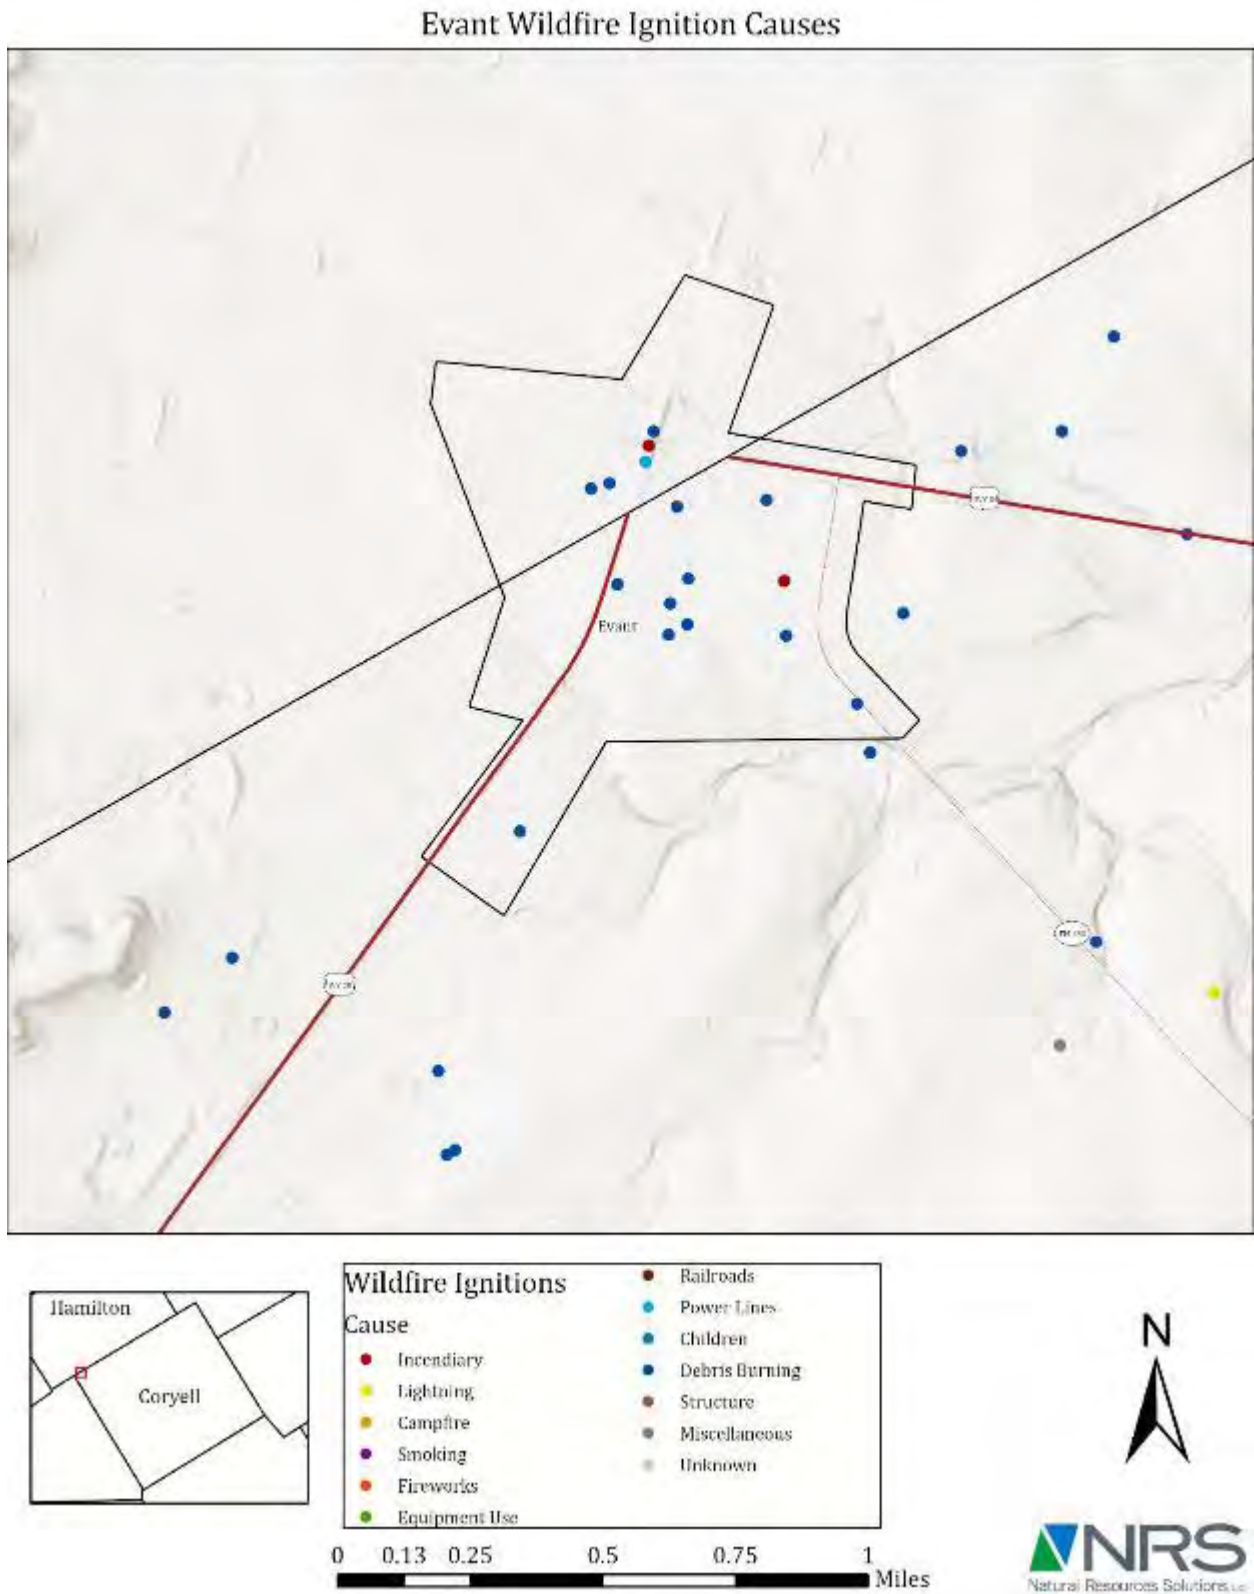 Evant Wildfire Ignition Causes
Evant
Hamilton
Coryell
Wildfire Ignitions
Cause
Incendiary
Lightning
Campfire
Smoking
Fireworks
Equipment Use
Railroads
Power Lines
Children
Debris Burning
Structure
Miscellaneous
Unknown
N
0 0.13 0.25 0.5 0.75 1
Miles
NRS
Natural Resources Solutions